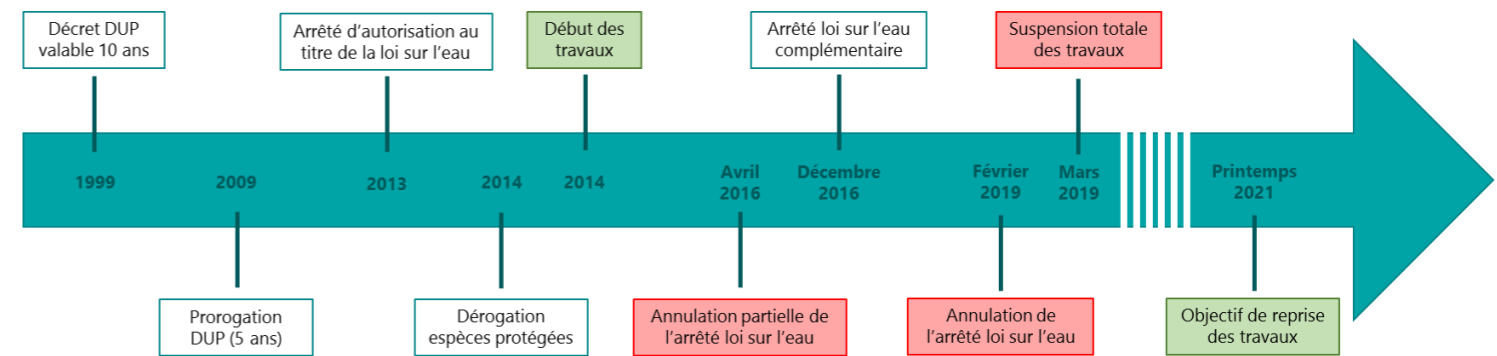 Décret DUP
valable 10 ans
Arrêté d'autorisation au
titre de la loi sur l'eau
Début des
travaux
Arrêté loi sur l'eau
complémentaire
Suspension totale
des travaux
1999
2009
2013
2014
2014
Avril
2016
Décembre
2016
Février
2019
Mars
2019
Printemps
2021
Prorogation
DUP (5 ans)
Dérogation
espèces protégées
Annulation partielle de
l'arrêté loi sur l'eau
Annulation de
l'arrêté loi sur l'eau
Objectif de reprise
des travaux